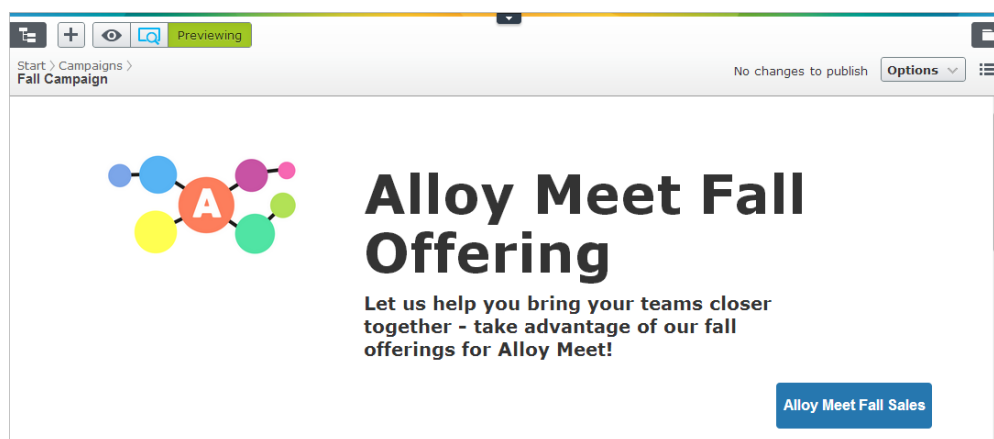 Previewing
Start > Campaigns >
Fall Campaign
No changes to publish
Options
A
Alloy Meet Fall
Offering
Let us help you bring your teams closer
together - take advantage of our fall
offerings for Alloy Meet!
Alloy Meet Fall Sales